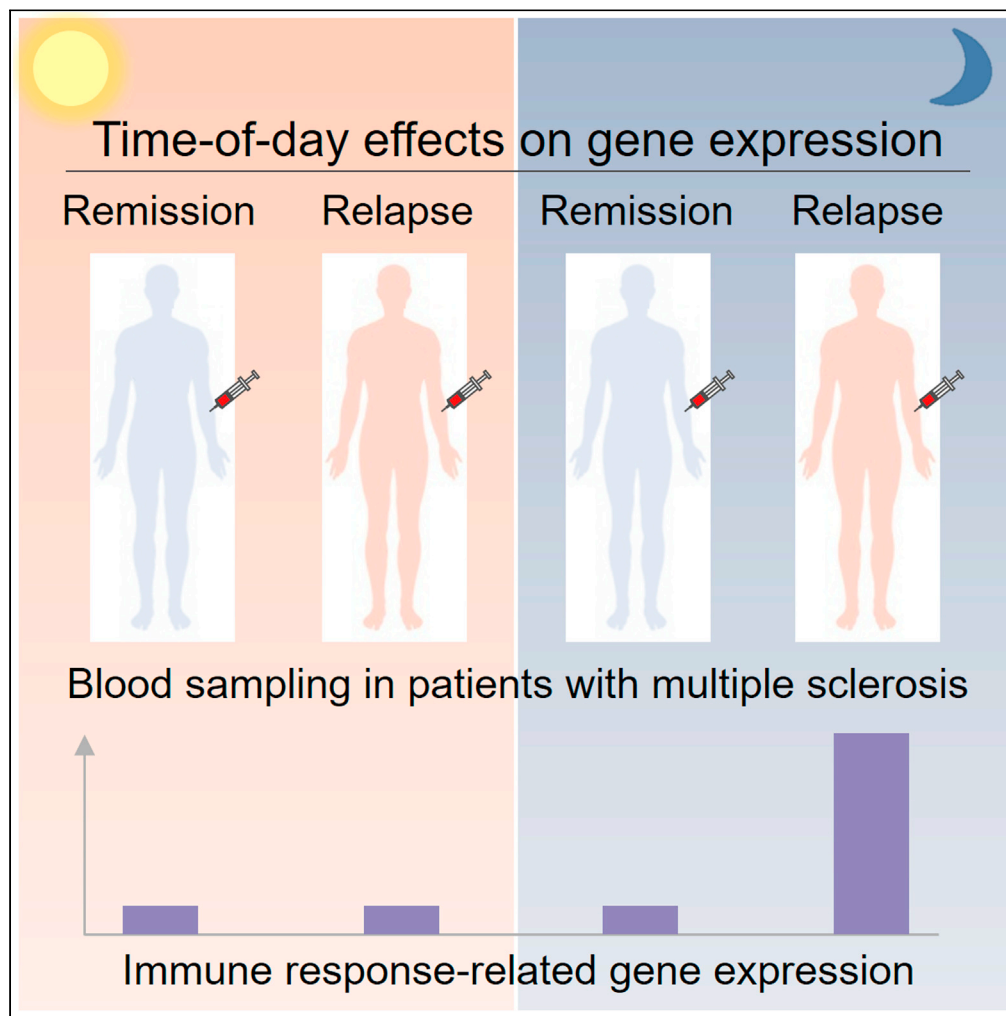 Time-of-day effects on gene expression
Remission Relapse Remission Relapse
Blood sampling in patients with multiple sclerosis
Immune response-related gene expression